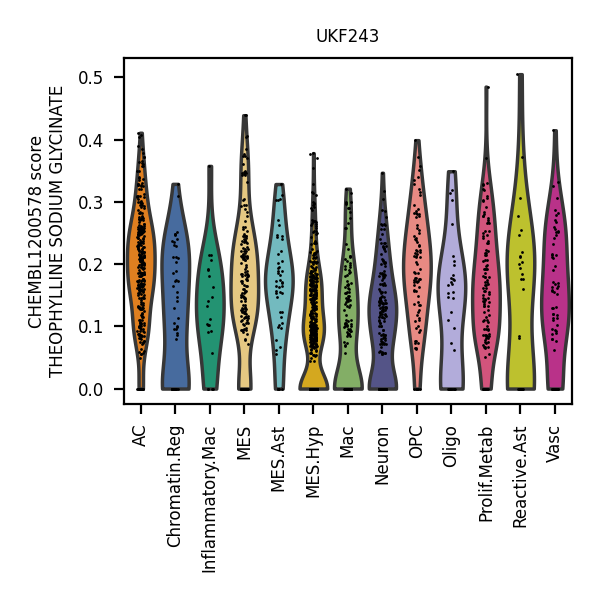 UKF243
CHEMBL1200578 score
THEOPHYLLINE SODIUM GLYCINATE
0.5
0.4
0.3
0.2
0.1
0.0
AC
Chromatin.Reg
Inflammatory.Mac
MES
MES.Ast
MES.Hyp
Mac
Neuron
OPC
Oligo
Prolif.Metab
Reactive.Ast
Vasc